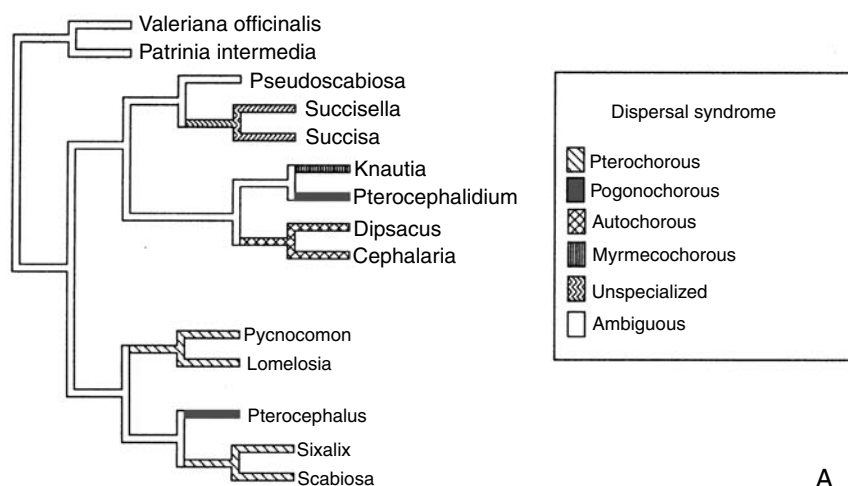 Valeriana officinalis
Patrinia intermedia
Pseudoscabiosa
Succisella
Succisa
Knautia
Pterocephalidium
Dipsacus
Cephalaria
Pycnocomon
Lomelosia
Pterocephalus
Sixalix
Scabiosa
Dispersal syndrome
Pterochorous
Pogonochorous
Autochorous
Myrmecochorous
Unspecialized
Ambiguous
A